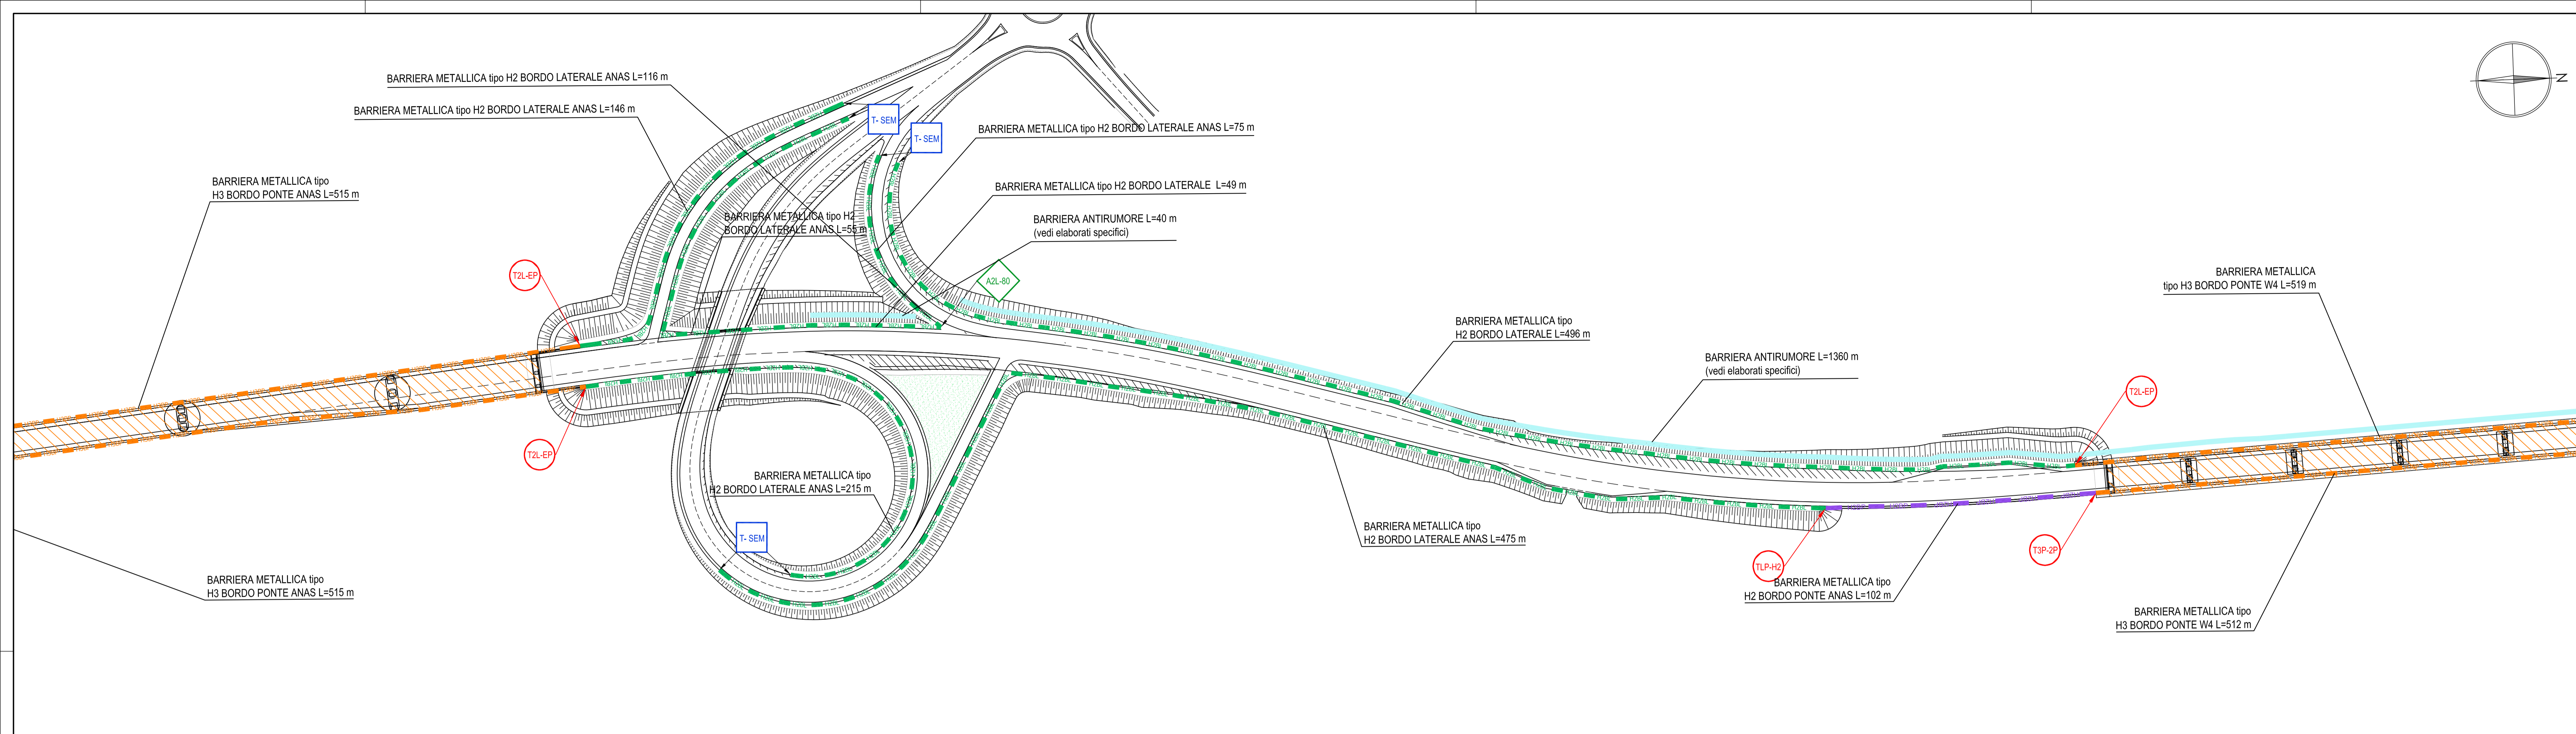 BARRIERA METALLICA tipo H2 BORDO LATERALE ANAS L=116 m
BARRIERA METALLICA tipo H2 BORDO LATERALE ANAS L=146 m
N
T- SEM
T- SEM
BARRIERA METALLICA tipo H2 BORDO LATERALE ANAS L=75 m
BARRIERA METALLICA tipo
H3 BORDO PONTE ANAS L=515 m
BARRIERA METALLICA tipo H2 BORDO LATERALE L=49 m
BARRIERA METALLICA tipo H2
BORDO LATERALE ANAS L=55 m
BARRIERA ANTIRUMORE L=40 m
(vedi elaborati specifici)
T2L-EP
A2L-80
BARRIERA METALLICA
tipo H3 BORDO PONTE W4 L=519 m
BARRIERA METALLICA tipo
H2 BORDO LATERALE L=496 m
BARRIERA ANTIRUMORE L=1360 m
(vedi elaborati specifici)
T2L-EP
T2L-EP
BARRIERA METALLICA tipo
H2 BORDO LATERALE ANAS L=215 m
T- SEM
BARRIERA METALLICA tipo
H2 BORDO LATERALE ANAS L=475 m
T3P-2P
TLP-H2
BARRIERA METALLICA tipo
H2 BORDO PONTE ANAS L=102 m
BARRIERA METALLICA tipo
H3 BORDO PONTE ANAS L=515 m
BARRIERA METALLICA tipo
H3 BORDO PONTE W4 L=512 m